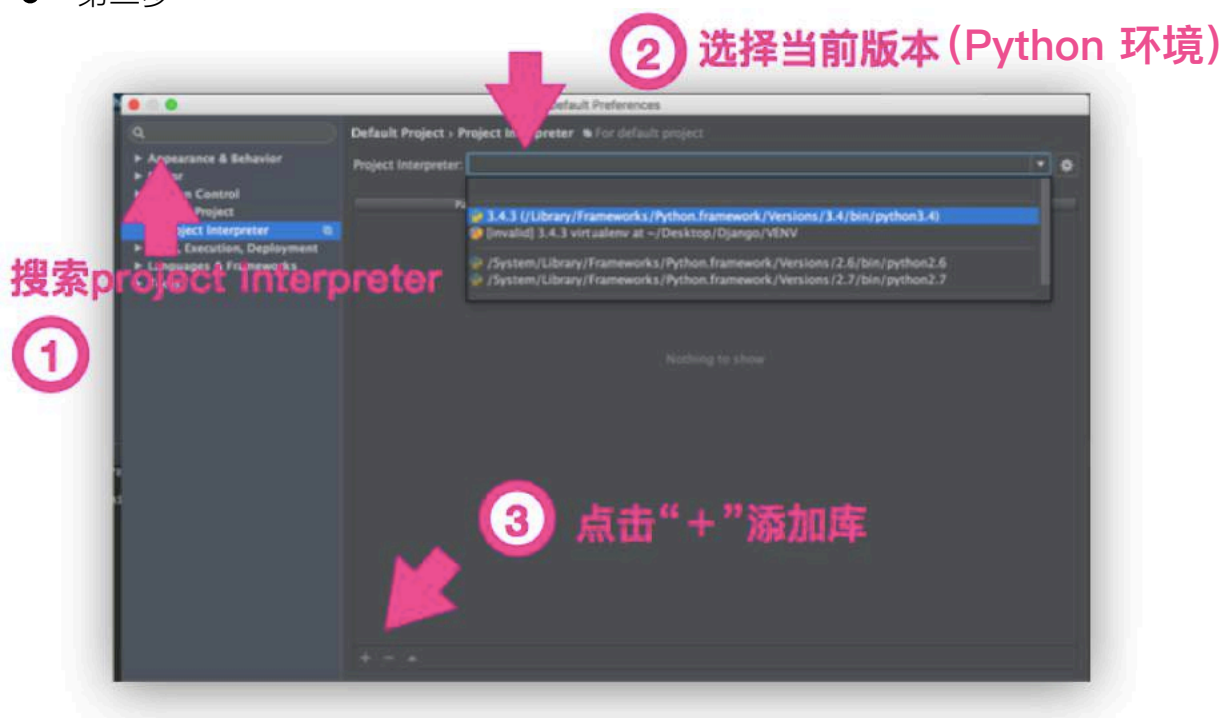 ② 选择当前版本(Python 环境)
Default Preferences
Default Project › Project Interpreter For default project
Appearance & Behavior
Project Interpreter:
Control
Project
3.4.3 (/Library/Frameworks/Python.framework/Versions/3.4/bin/python3.4)
Interpreter
[invalid] 3.4.3 virtualenv at ~/Desktop/Django/VENV
Execution, Deployment
/System/Library/Frameworks/Python.framework/Versions/2.6/bin/python2.6
Languages & Frameworks
/System/Library/Frameworks/Python.framework/Versions/2.7/bin/python2.7
搜索project Interpreter
①
Nothing to show
③ 点击“+”添加库